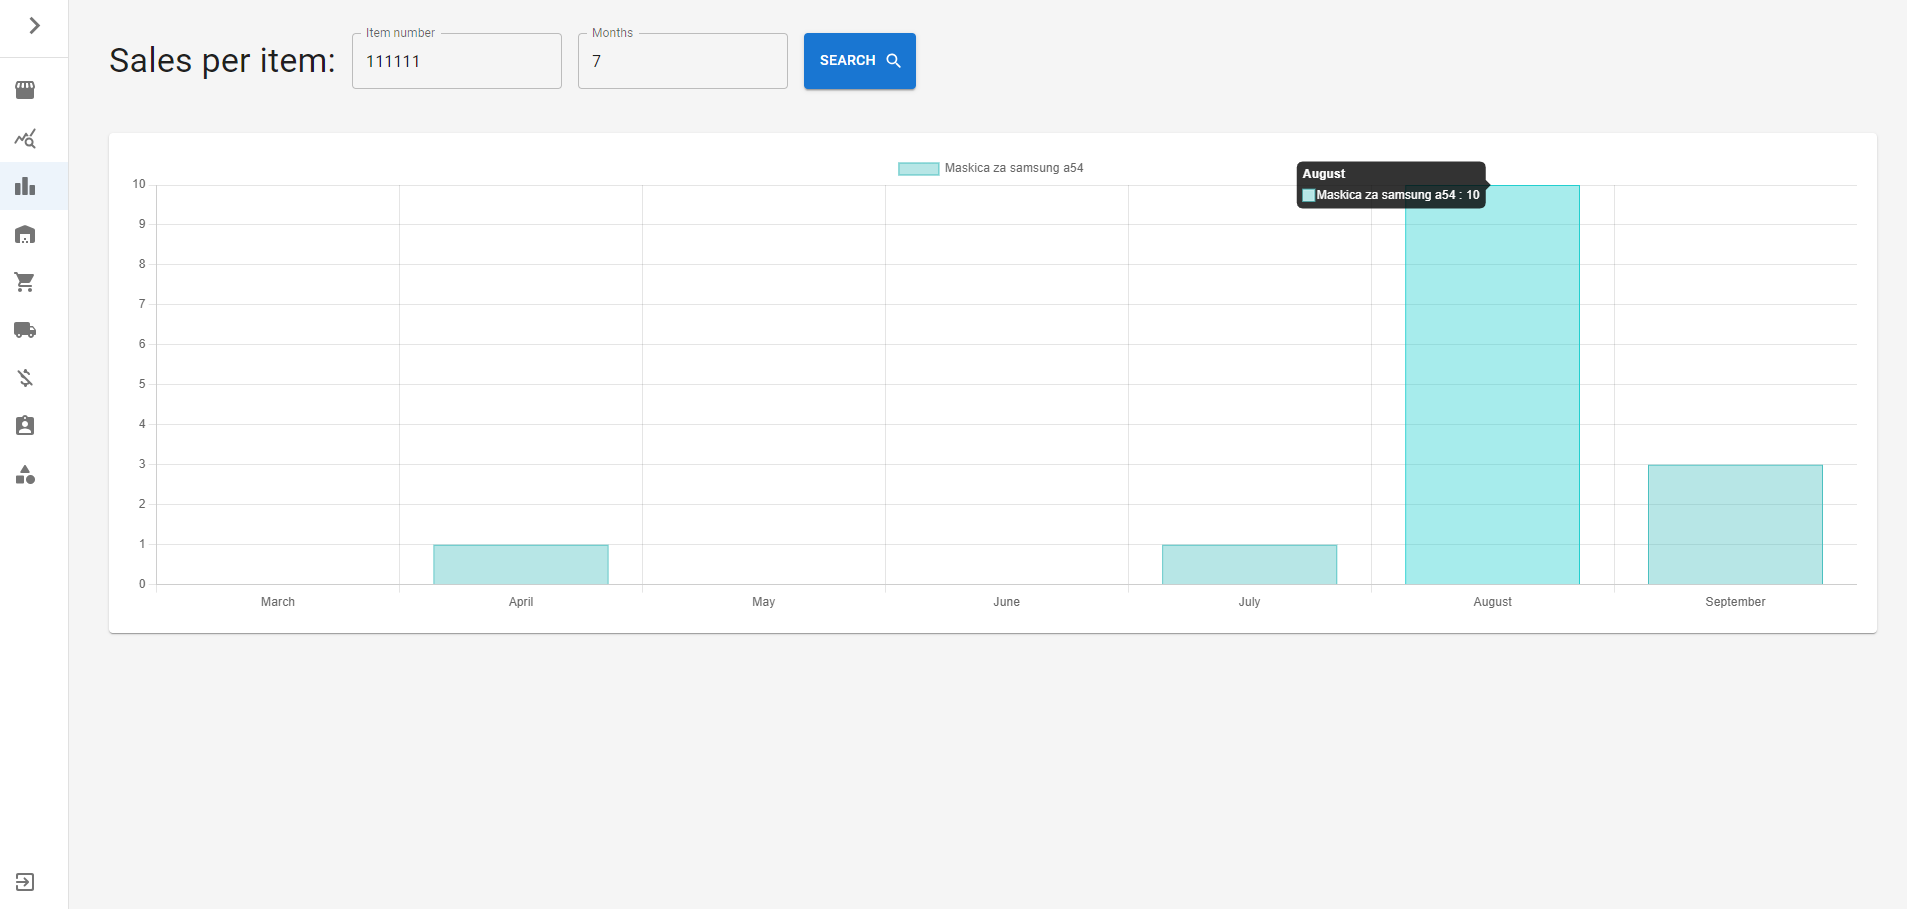 Sales per item:
Item number
111111
Months
7
SEARCH
Maskica za samsung a54
August
Maskica za samsung a54 : 10
10
9
8
7
6
5
4
3
2
1
0
March
April
May
June
July
August
September